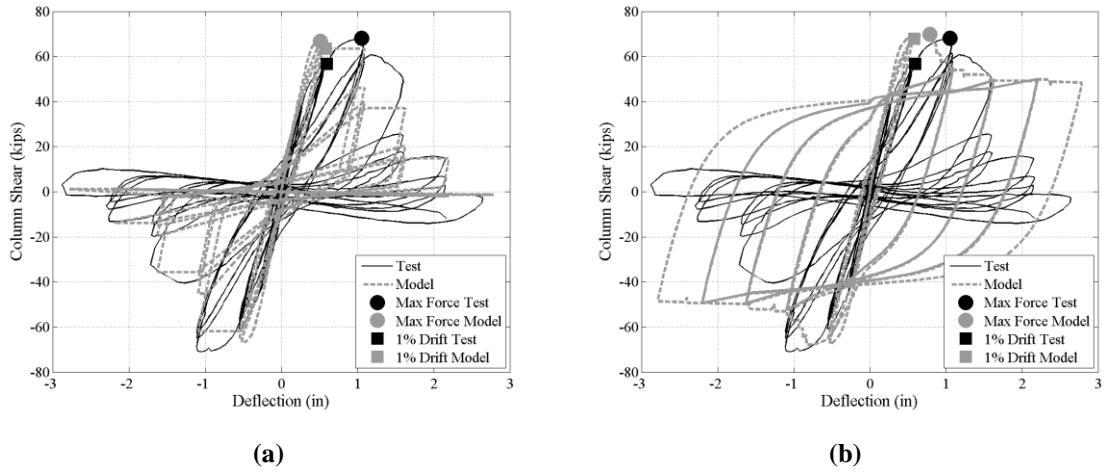 80
60
40
20
0
-20
-40
-60
-80
Column Shear (kips)
-3
-2
-1
0
1
2
3
Deflection (in)
Test
Model
Max Force Test
Max Force Model
1% Drift Test
1% Drift Model
(a)
80
60
40
20
0
-20
-40
-60
-80
Column Shear (kips)
-3
-2
-1
0
1
2
3
Deflection (in)
Test
Model
Max Force Test
Max Force Model
1% Drift Test
1% Drift Model
(b)